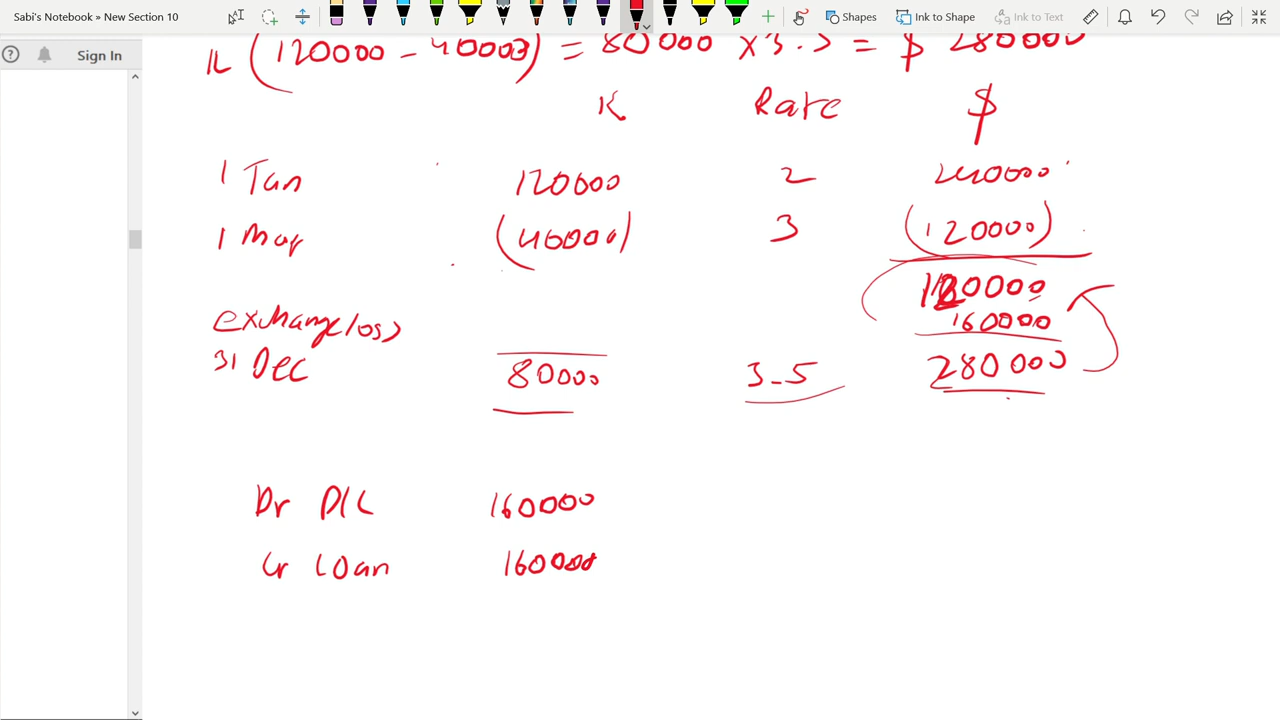 Sabi's Notebook » New Section 10
Shapes Ink to Shape Ink to Text
Sign In
K (120000 - 40000) = 80000 x 3.5 = $ 280000
K Rate $
1 Jan 120000 2 240000
1 Mar (40000) 3 (120000)
120000
exchange loss 160000
31 Dec 80000 3.5 280000
Dr P/L 160000
Cr Loan 160000